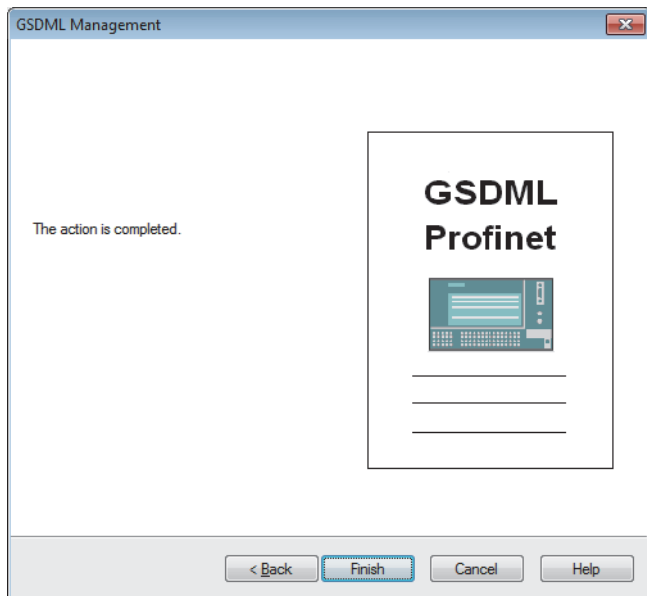 GSDML Management
The action is completed.
GSDML
Profinet
< Back
Finish
Cancel
Help